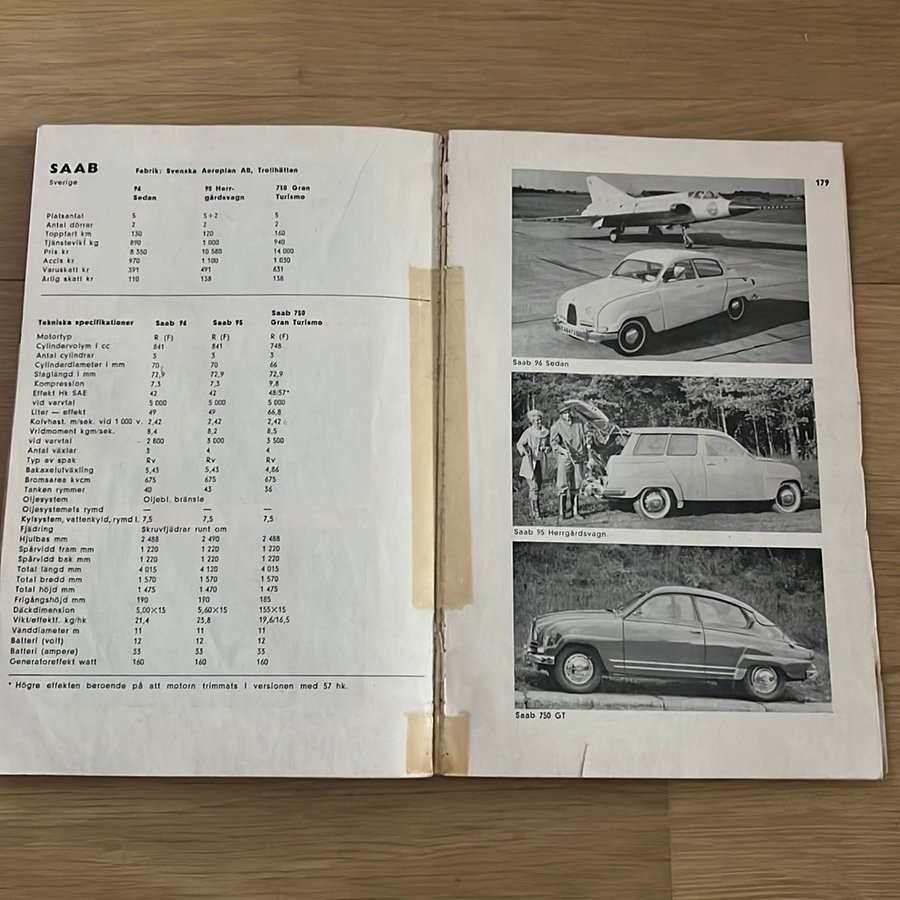 SAAB Fabrik: Svenska Aeroplan AB, Trollhättan
Sverige
96 95 Herr- 750 Gran
Sedan gårdsvagn Turismo
Platsantal 5 5+2 5
Antal dörrar 2 2 2
Toppfart km 130 120 160
Tjänstevikt kg 890 1 000 940
Pris kr 8 350 10 580 14 000
Accis kr 970 1 100 1 030
Varuskatt kr 391 491 631
Årlig skatt kr 110 138 138
Saab 750
Tekniska specifikationer Saab 96 Saab 95 Gran Turismo
Motortyp R (F) R (F) R (F)
Cylindervolym i cc 841 841 748
Antal cylindrar 3 3 3
Cylinderdiameter i mm 70 70 66
Slaglängd i mm 72,9 72,9 72,9
Kompression 7,3 7,3 9,8
Effekt Hk SAE 42 42 48/57*
vid varvtal 5 000 5 000 5 000
Liter — effekt 49 49 66,8
Kolvhast. m/sek. vid 1 000 v. 2,42 2,42 2,42
Vridmoment kgm/sek. 8,4 8,2 8,5
vid varvtal 2 800 3 000 3 500
Antal växlar 3 4 4
Typ av spak Rv Rv Rv
Bakaxelutväxling 5,43 5,43 4,86
Bromsarea kvcm 675 675 675
Tanken rymmer 40 43 36
Oljesystem Oljebl. bränsle
Oljesystemets rymd — — —
Kylsystem, vattenkyld, rymd l. 7,5 7,5 7,5
Fjädring Skruvfjädrar runt om
Hjulbas mm 2 488 2 490 2 488
Spårvidd fram mm 1 220 1 220 1 220
Spårvidd bak mm 1 220 1 220 1 220
Total längd mm 4 015 4 120 4 015
Total bredd mm 1 570 1 570 1 570
Total höjd mm 1 475 1 470 1 475
Frigångshöjd mm 190 190 185
Däckdimension 5,00×15 5,60×15 155×15
Vikt/effektf. kg/hk 21,4 23,8 19,6/16,5
Vänddiameter m 11 11 11
Batteri (volt) 12 12 12
Batteri (ampere) 33 33 33
Generatoreffekt watt 160 160 160
* Högre effekten beroende på att motorn trimmats i versionen med 57 hk.
179
Saab 96 Sedan
Saab 95 Herrgårdsvagn
Saab 750 GT